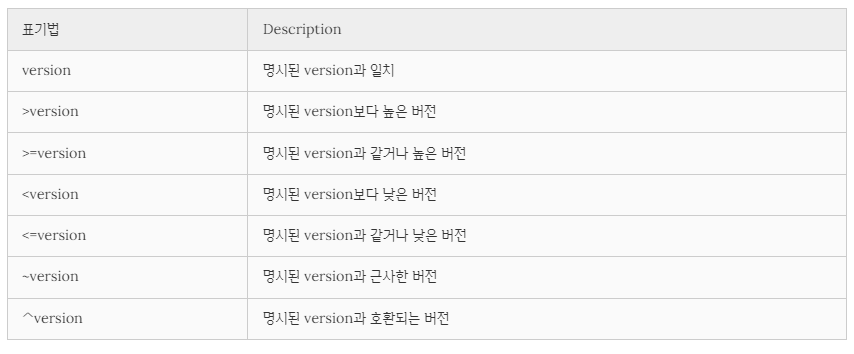 표기법 Description
version 명시된 version과 일치
>version 명시된 version보다 높은 버전
>=version 명시된 version과 같거나 높은 버전
<version 명시된 version보다 낮은 버전
<=version 명시된 version과 같거나 낮은 버전
~version 명시된 version과 근사한 버전
^version 명시된 version과 호환되는 버전